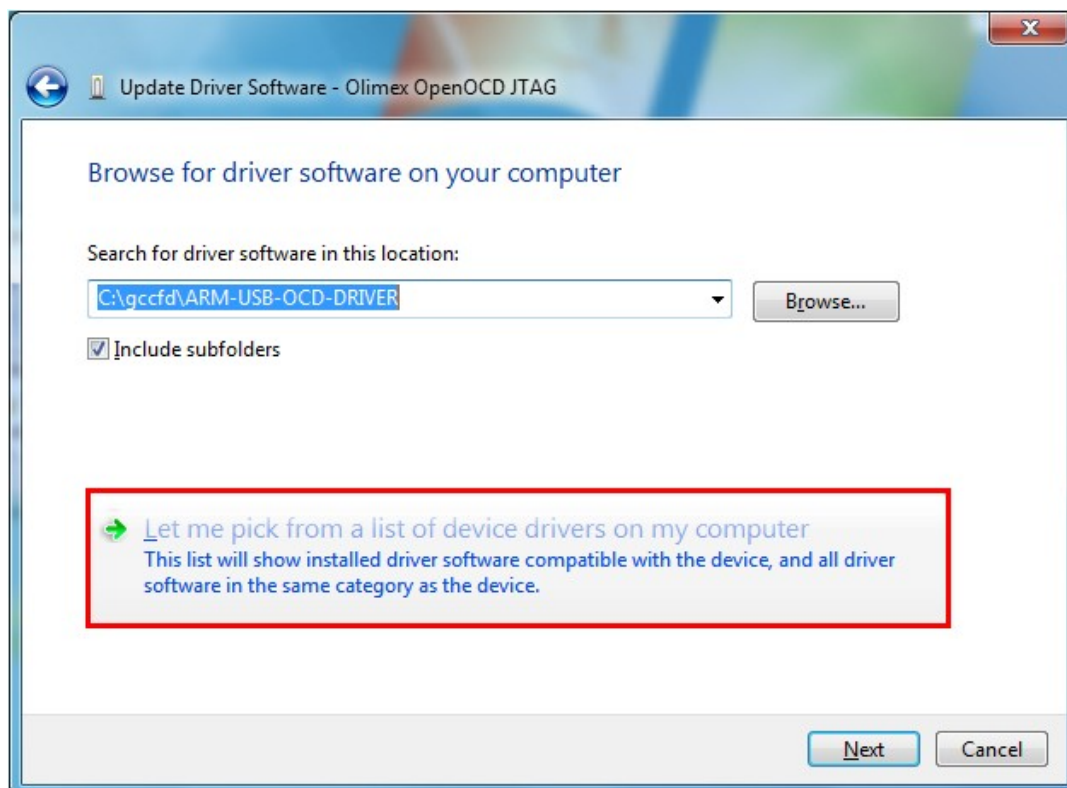 Update Driver Software - Olimex OpenOCD JTAG
Browse for driver software on your computer
Search for driver software in this location:
C:\gccfd\ARM-USB-OCD-DRIVER
Browse...
Include subfolders
Let me pick from a list of device drivers on my computer
This list will show installed driver software compatible with the device, and all driver
software in the same category as the device.
Next
Cancel